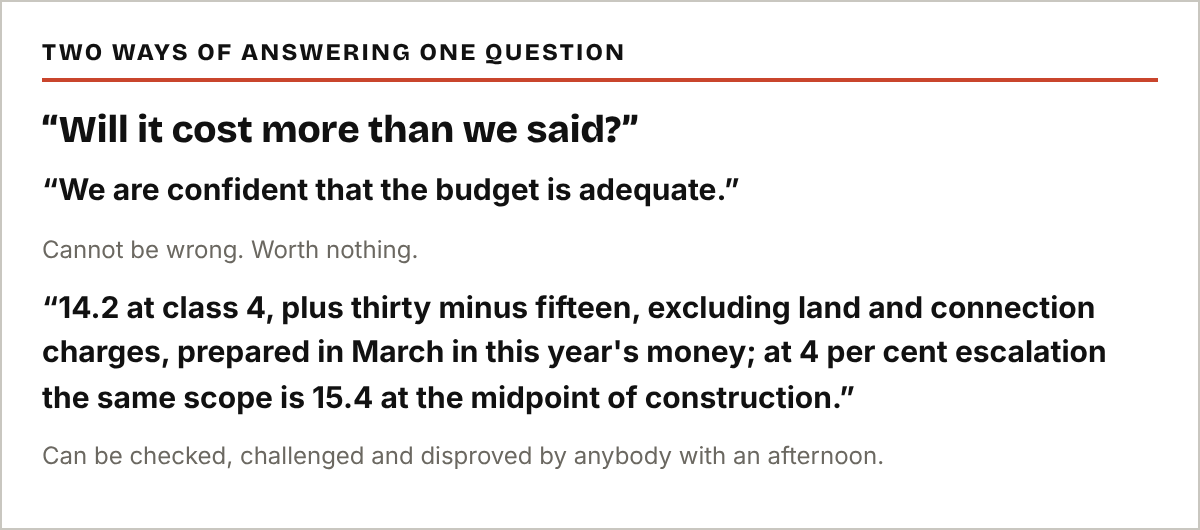 TWO WAYS OF ANSWERING ONE QUESTION
“Will it cost more than we said?”
“We are confident that the budget is adequate.”
Cannot be wrong. Worth nothing.
“14.2 at class 4, plus thirty minus fifteen, excluding land and connection
charges, prepared in March in this year's money; at 4 per cent escalation
the same scope is 15.4 at the midpoint of construction.”
Can be checked, challenged and disproved by anybody with an afternoon.